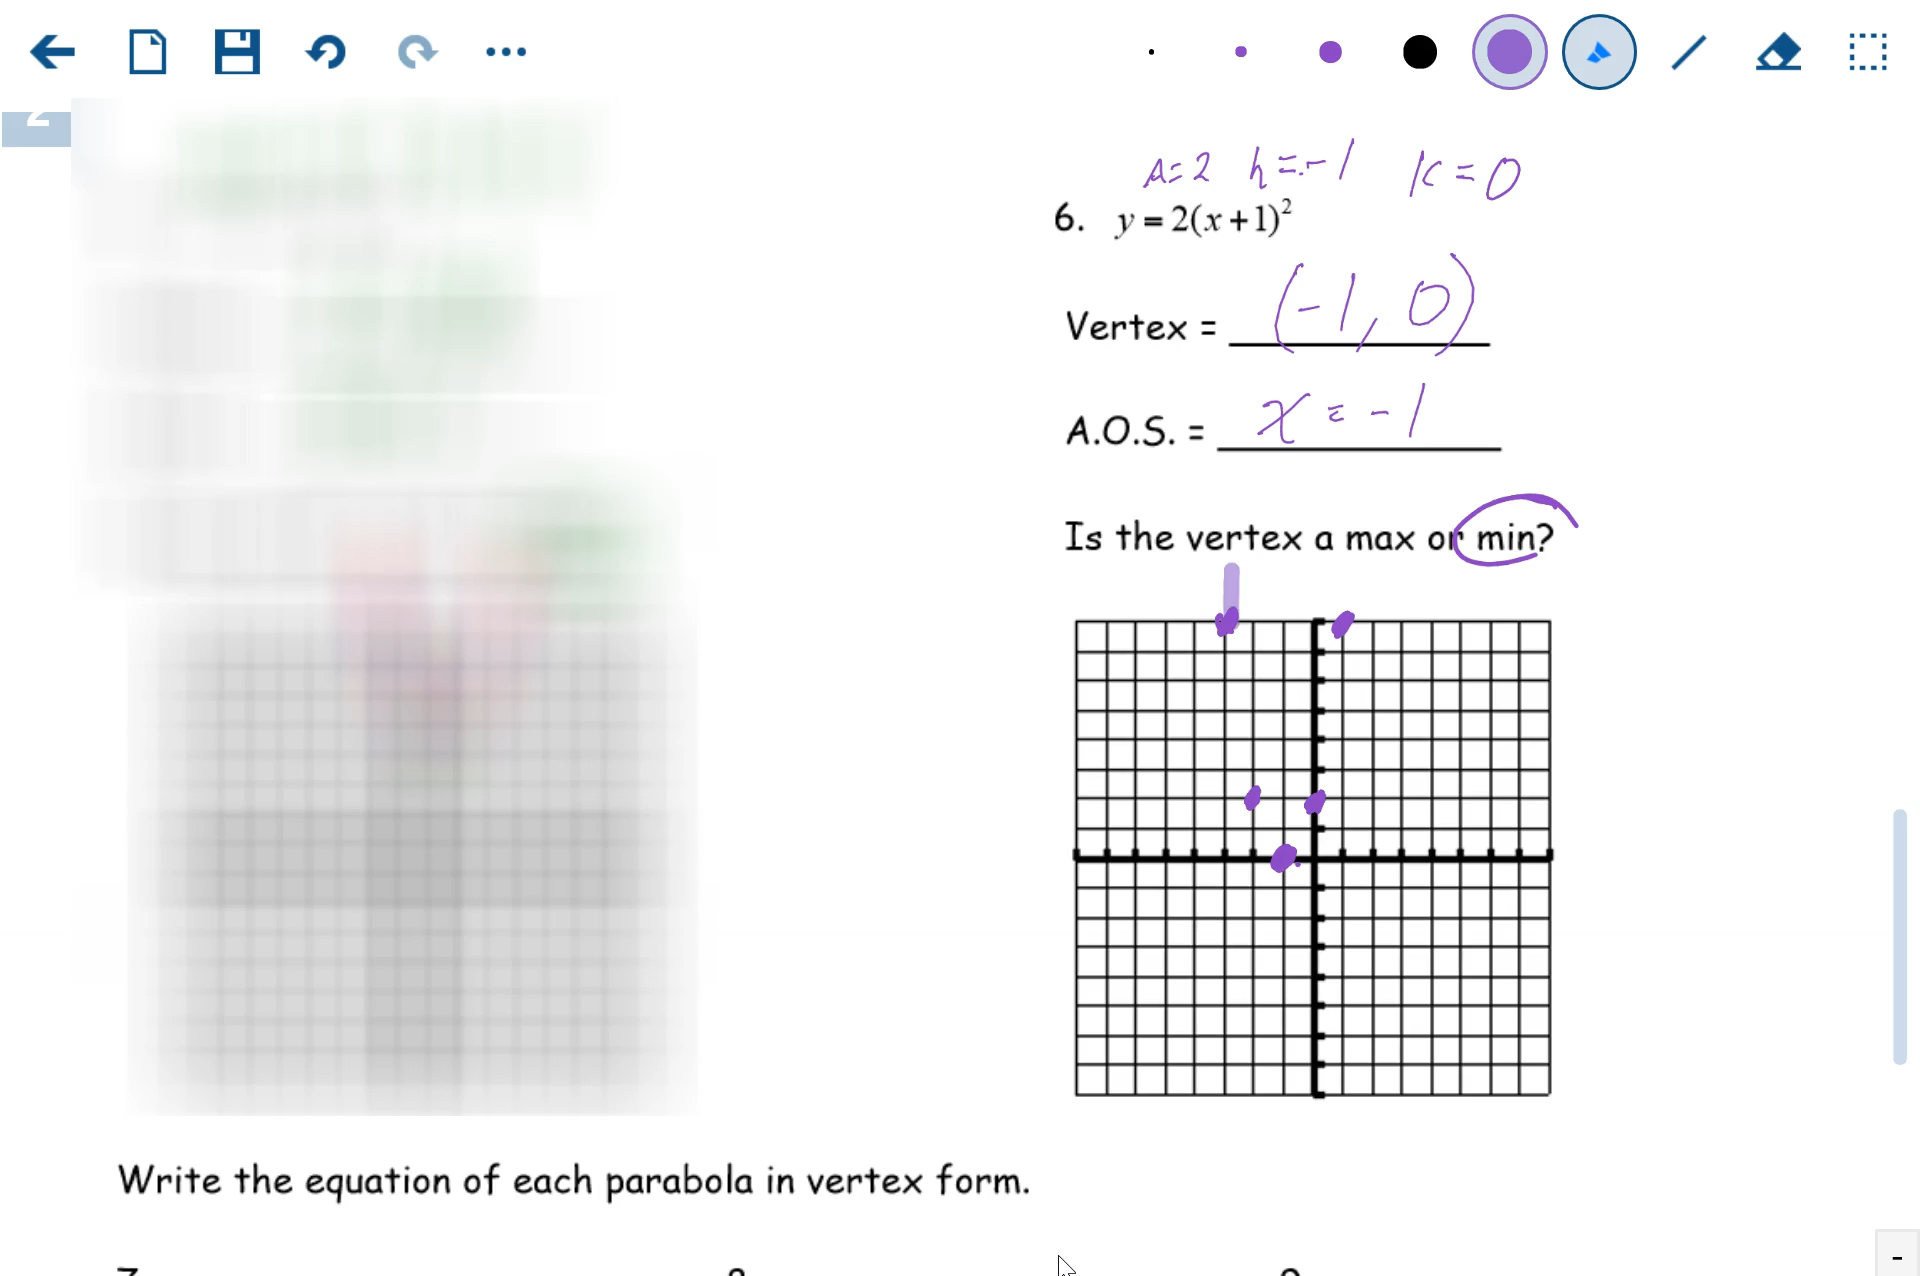 2
a=2 h=-1 k=0
6. y = 2(x+1)²
Vertex = (-1, 0)
A.O.S. = x = -1
Is the vertex a max or min?
Write the equation of each parabola in vertex form.